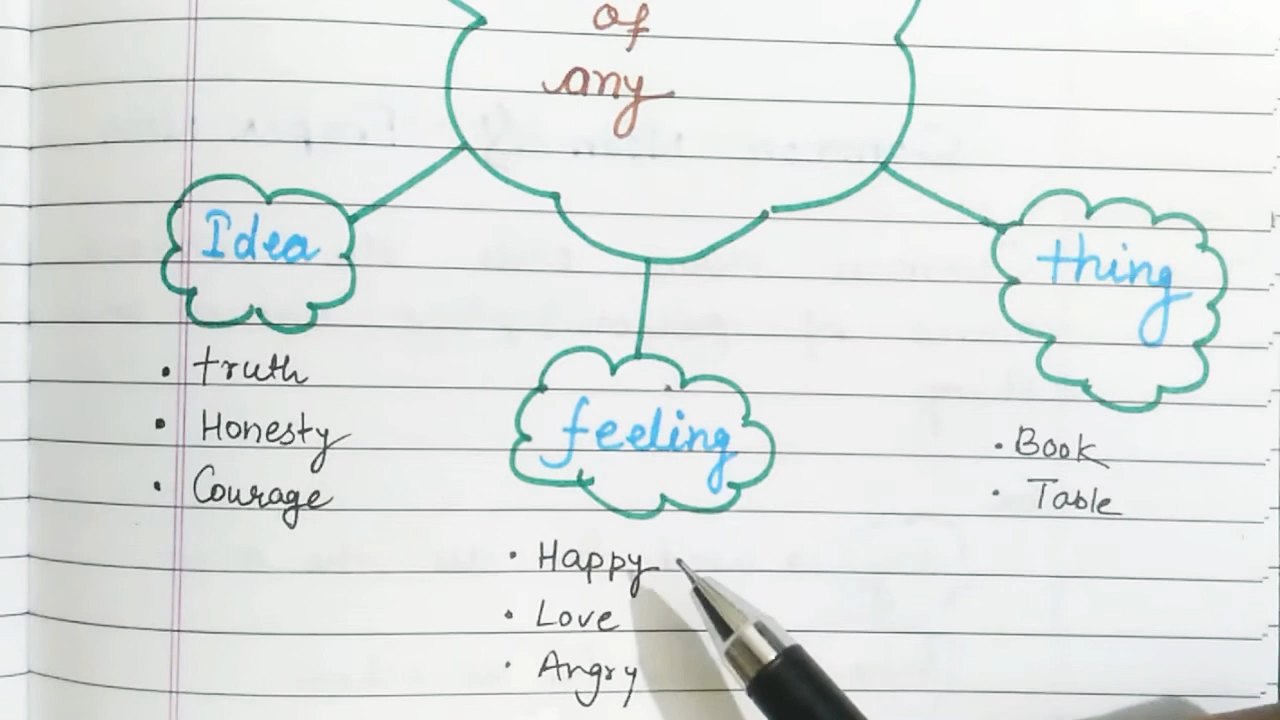 of
any
Idea
• truth
• Honesty
• Courage
feeling
• Happy
• Love
• Angry
thing
• Book
• Table